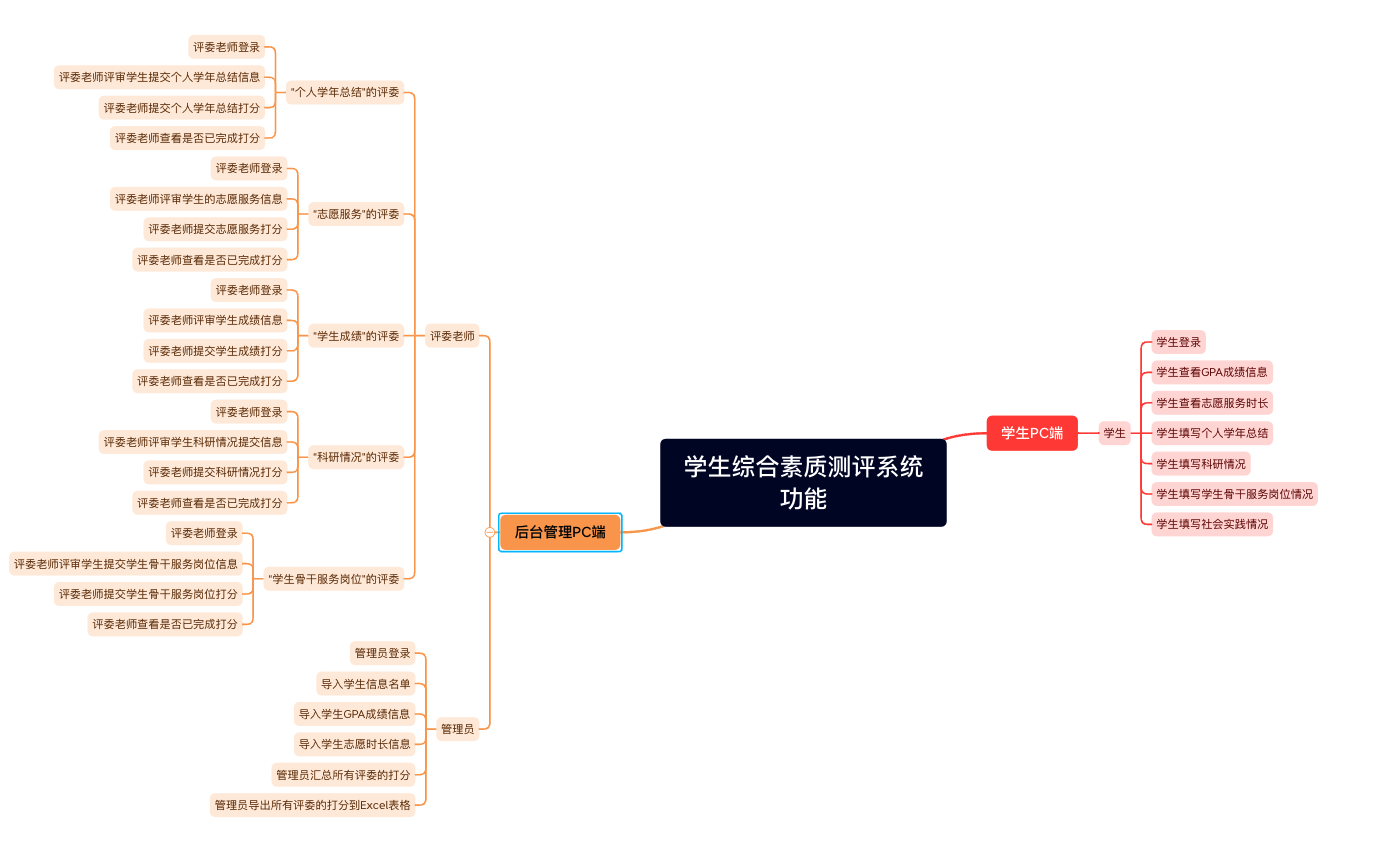 学生综合素质测评系统
功能
学生PC端
学生
学生登录
学生查看GPA成绩信息
学生查看志愿服务时长
学生填写个人学年总结
学生填写科研情况
学生填写学生骨干服务岗位情况
学生填写社会实践情况
后台管理PC端
评委老师
"个人学年总结"的评委
评委老师登录
评委老师评审学生提交个人学年总结信息
评委老师提交个人学年总结打分
评委老师查看是否已完成打分
"志愿服务"的评委
评委老师登录
评委老师评审学生的志愿服务信息
评委老师提交志愿服务打分
评委老师查看是否已完成打分
"学生成绩"的评委
评委老师登录
评委老师评审学生成绩信息
评委老师提交学生成绩打分
评委老师查看是否已完成打分
"科研情况"的评委
评委老师登录
评委老师评审学生科研情况提交信息
评委老师提交科研情况打分
评委老师查看是否已完成打分
"学生骨干服务岗位"的评委
评委老师登录
评委老师评审学生提交学生骨干服务岗位信息
评委老师提交学生骨干服务岗位打分
评委老师查看是否已完成打分
管理员
管理员登录
导入学生信息名单
导入学生GPA成绩信息
导入学生志愿时长信息
管理员汇总所有评委的打分
管理员导出所有评委的打分到Excel表格